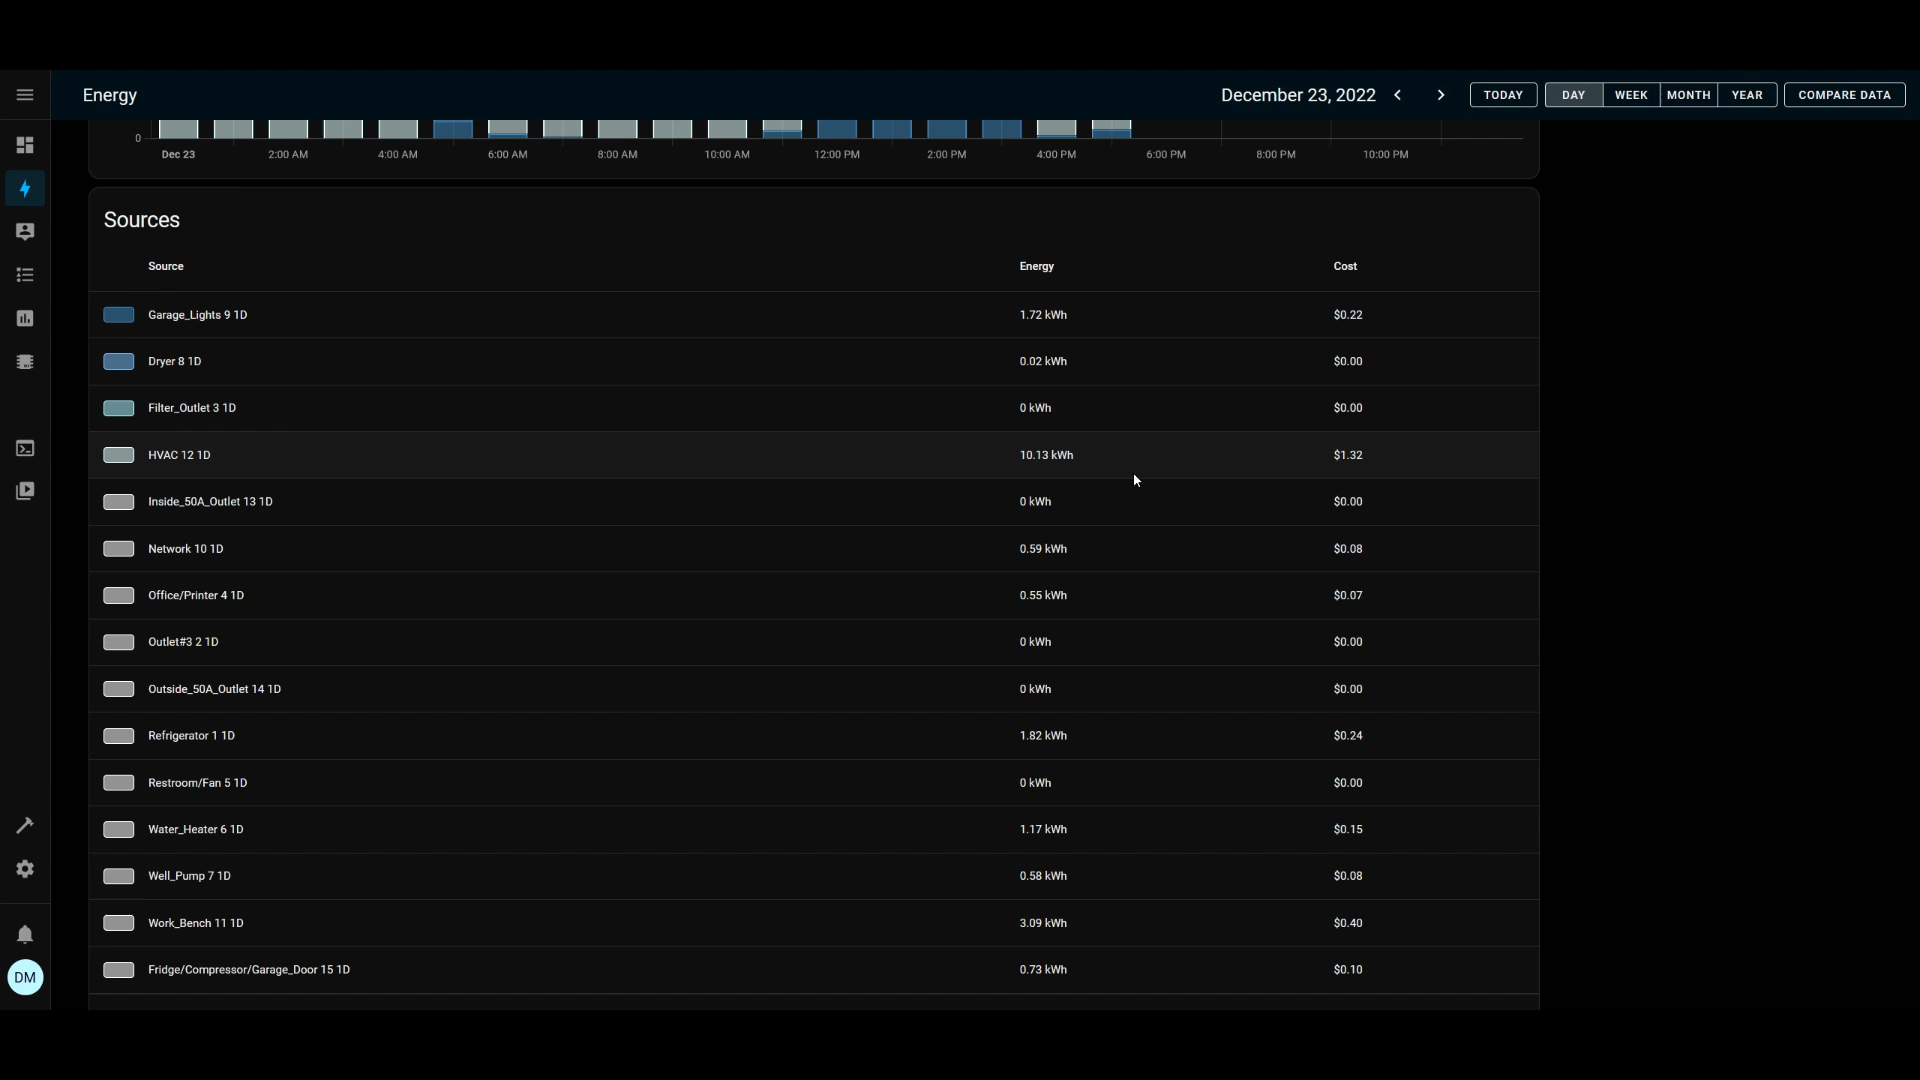 Energy
December 23, 2022
TODAY
DAY WEEK MONTH YEAR
COMPARE DATA
0
Dec 23 2:00 AM 4:00 AM 6:00 AM 8:00 AM 10:00 AM 12:00 PM 2:00 PM 4:00 PM 6:00 PM 8:00 PM 10:00 PM
Sources
Source Energy Cost
Garage_Lights 9 1D 1.72 kWh $0.22
Dryer 8 1D 0.02 kWh $0.00
Filter_Outlet 3 1D 0 kWh $0.00
HVAC 12 1D 10.13 kWh $1.32
Inside_50A_Outlet 13 1D 0 kWh $0.00
Network 10 1D 0.59 kWh $0.08
Office/Printer 4 1D 0.55 kWh $0.07
Outlet#3 2 1D 0 kWh $0.00
Outside_50A_Outlet 14 1D 0 kWh $0.00
Refrigerator 1 1D 1.82 kWh $0.24
Restroom/Fan 5 1D 0 kWh $0.00
Water_Heater 6 1D 1.17 kWh $0.15
Well_Pump 7 1D 0.58 kWh $0.08
Work_Bench 11 1D 3.09 kWh $0.40
Fridge/Compressor/Garage_Door 15 1D 0.73 kWh $0.10
DM